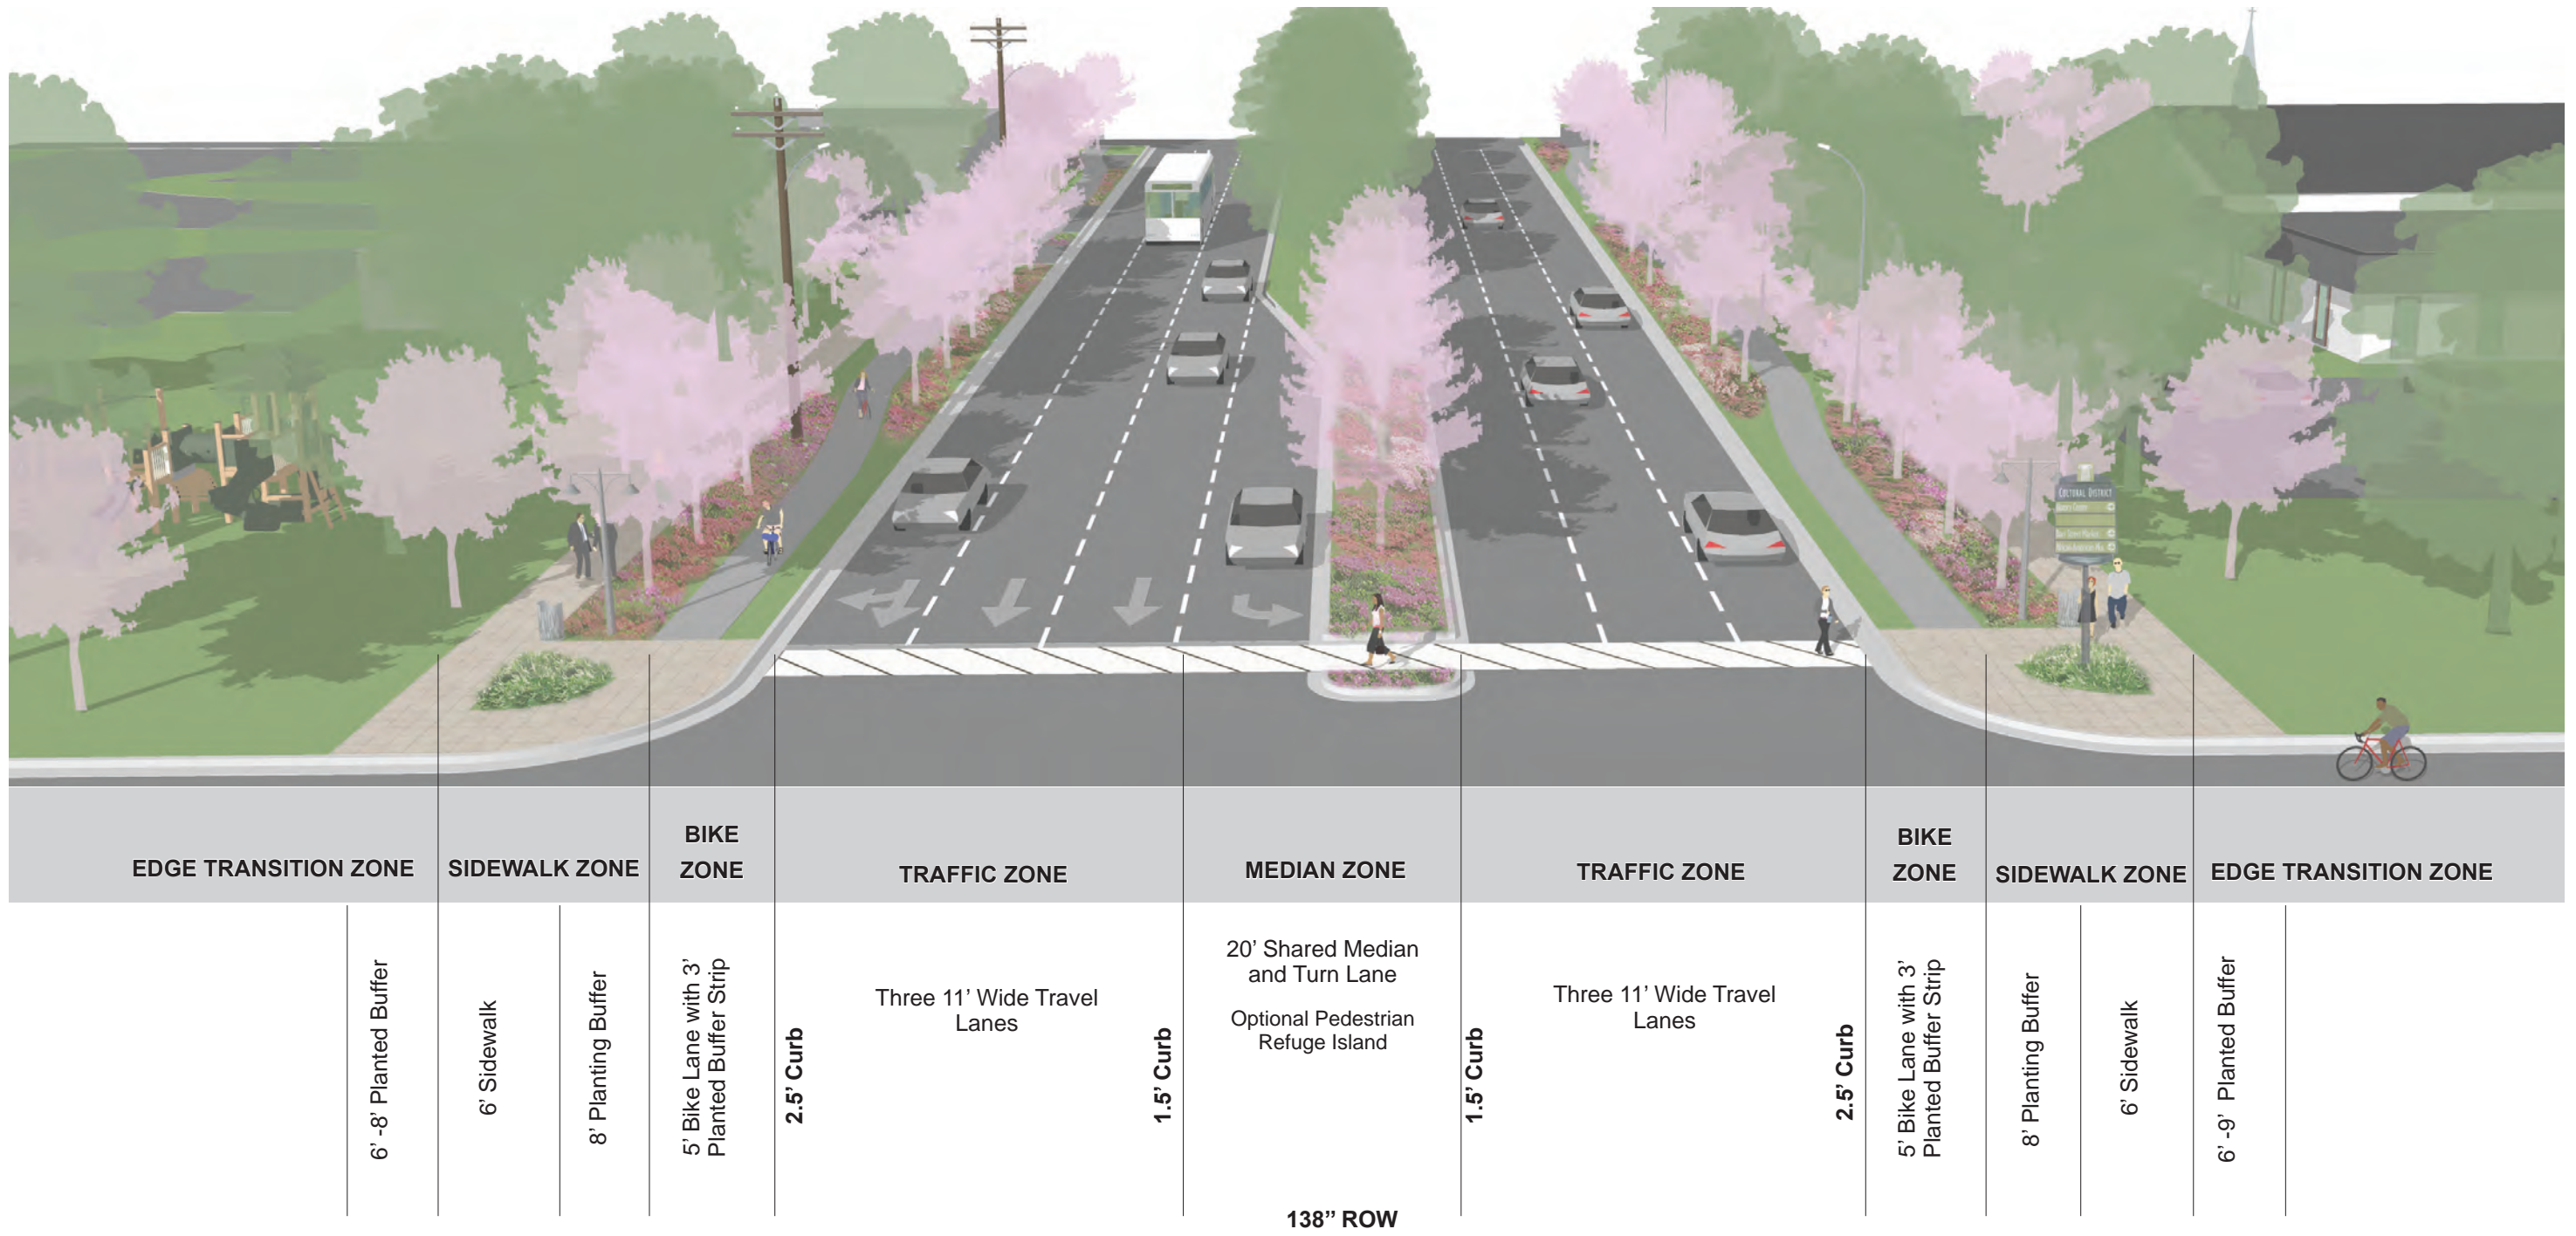 CULTURAL DISTRICT
EDGE TRANSITION ZONE
SIDEWALK ZONE
BIKE
ZONE
TRAFFIC ZONE
MEDIAN ZONE
TRAFFIC ZONE
BIKE
ZONE
SIDEWALK ZONE
EDGE TRANSITION ZONE
6’ -8’ Planted Buffer
6’ Sidewalk
8’ Planting Buffer
5’ Bike Lane with 3’
Planted Buffer Strip
2.5’ Curb
Three 11’ Wide Travel
Lanes
1.5’ Curb
20’ Shared Median
and Turn Lane
Optional Pedestrian
Refuge Island
1.5’ Curb
Three 11’ Wide Travel
Lanes
2.5’ Curb
5’ Bike Lane with 3’
Planted Buffer Strip
8’ Planting Buffer
6’ Sidewalk
6’ -9’ Planted Buffer
138” ROW